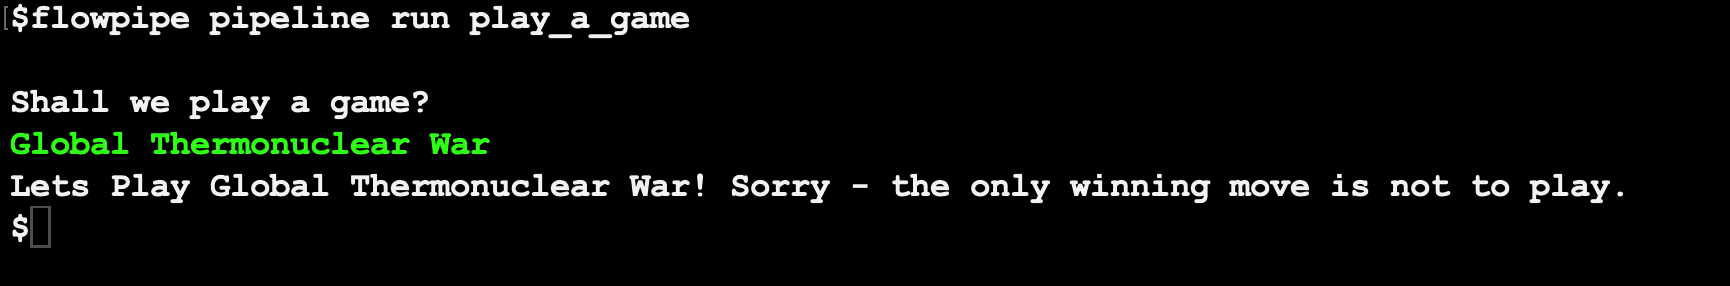 $flowpipe pipeline run play_a_game
Shall we play a game?
Global Thermonuclear War
Lets Play Global Thermonuclear War! Sorry - the only winning move is not to play.
$